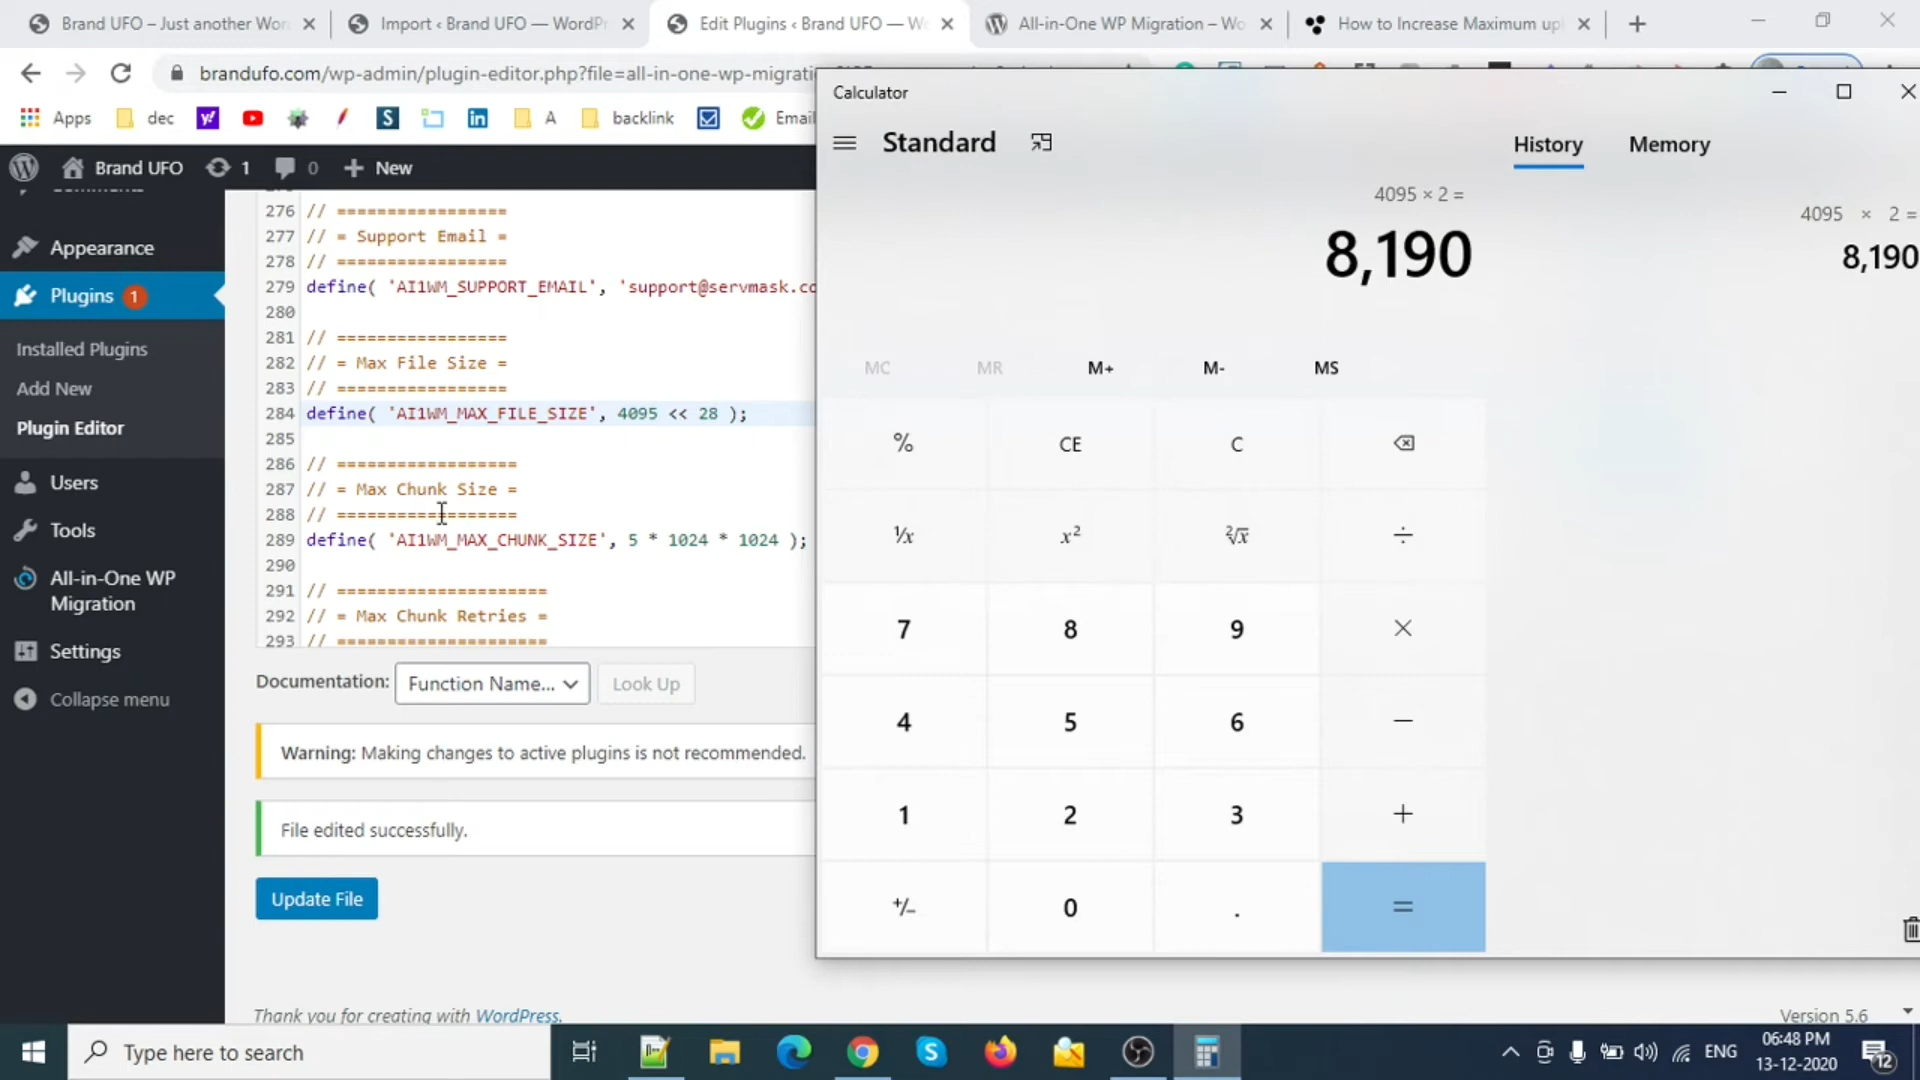 Brand UFO – Just another Wor
Import ‹ Brand UFO — WordPr
Edit Plugins ‹ Brand UFO — Wo
All-in-One WP Migration – Wo
How to Increase Maximum upl
brandufo.com/wp-admin/plugin-editor.php?file=all-in-one-wp-migrati
Apps
dec
A
backlink
Email
Brand UFO
1
0
New
Appearance
Plugins 1
Installed Plugins
Add New
Plugin Editor
Users
Tools
All-in-One WP
Migration
Settings
Collapse menu
276 // =================
277 // = Support Email =
278 // =================
279 define( 'AI1WM_SUPPORT_EMAIL', 'support@servmask.co
280
281 // =================
282 // = Max File Size =
283 // =================
284 define( 'AI1WM_MAX_FILE_SIZE', 4095 << 28 );
285
286 // ==================
287 // = Max Chunk Size =
288 // ==================
289 define( 'AI1WM_MAX_CHUNK_SIZE', 5 * 1024 * 1024 );
290
291 // =====================
292 // = Max Chunk Retries =
293 // =====================
Documentation:
Function Name...
Look Up
Warning: Making changes to active plugins is not recommended.
File edited successfully.
Update File
Thank you for creating with WordPress.
Version 5.6
Calculator
Standard
History
Memory
4095 × 2 =
8,190
4095 × 2 =
8,190
MC MR M+ M- MS
% CE C
¹/x x² ²√x ÷
7 8 9 ×
4 5 6 −
1 2 3 +
+/− 0 . =
Type here to search
ENG
06:48 PM
13-12-2020
12